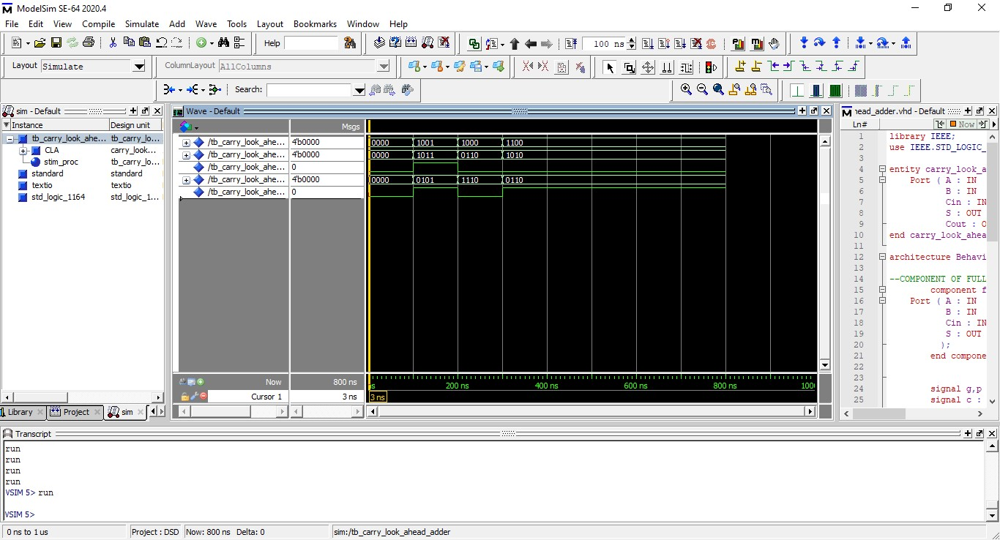 ModelSim SE-64 2020.4
File Edit View Compile Simulate Add Wave Tools Layout Bookmarks Window Help
Help 100 ns
Layout Simulate ColumnLayout AllColumns
Search:
sim - Default
Instance Design unit
tb_carry_look_ahe... tb_carry_lo...
CLA carry_look...
stim_proc tb_carry_lo...
standard standard
textio textio
std_logic_1164 std_logic_1...
Library Project sim
Wave - Default
Msgs
/tb_carry_look_ahe... 4'b0000 0000 1001 1000 1100
/tb_carry_look_ahe... 4'b0000 0000 1011 0110 1010
/tb_carry_look_ahe... 0
/tb_carry_look_ahe... 4'b0000 0000 0101 1110 0110
/tb_carry_look_ahe... 0
Now 800 ns 200 ns 400 ns 600 ns 800 ns
Cursor 1 3 ns 3 ns
ead_adder.vhd - Default
Ln# Now
1 library IEEE;
2 use IEEE.STD_LOGIC_
3
4 entity carry_look_a
5 Port ( A : IN
6 B : IN
7 Cin : IN
8 S : OUT
9 Cout : O
10 end carry_look_ahea
11
12 architecture Behavi
13
14 --COMPONENT OF FULL
15 component f
16 Port ( A : IN
17 B : IN
18 Cin : IN
19 S : OUT
20 );
21 end compone
22
23
24 signal g,p
25 signal c :
Transcript
run
run
run
run
VSIM 5> run
VSIM 5>
0 ns to 1 us Project : DSD Now: 800 ns Delta: 0 sim:/tb_carry_look_ahead_adder